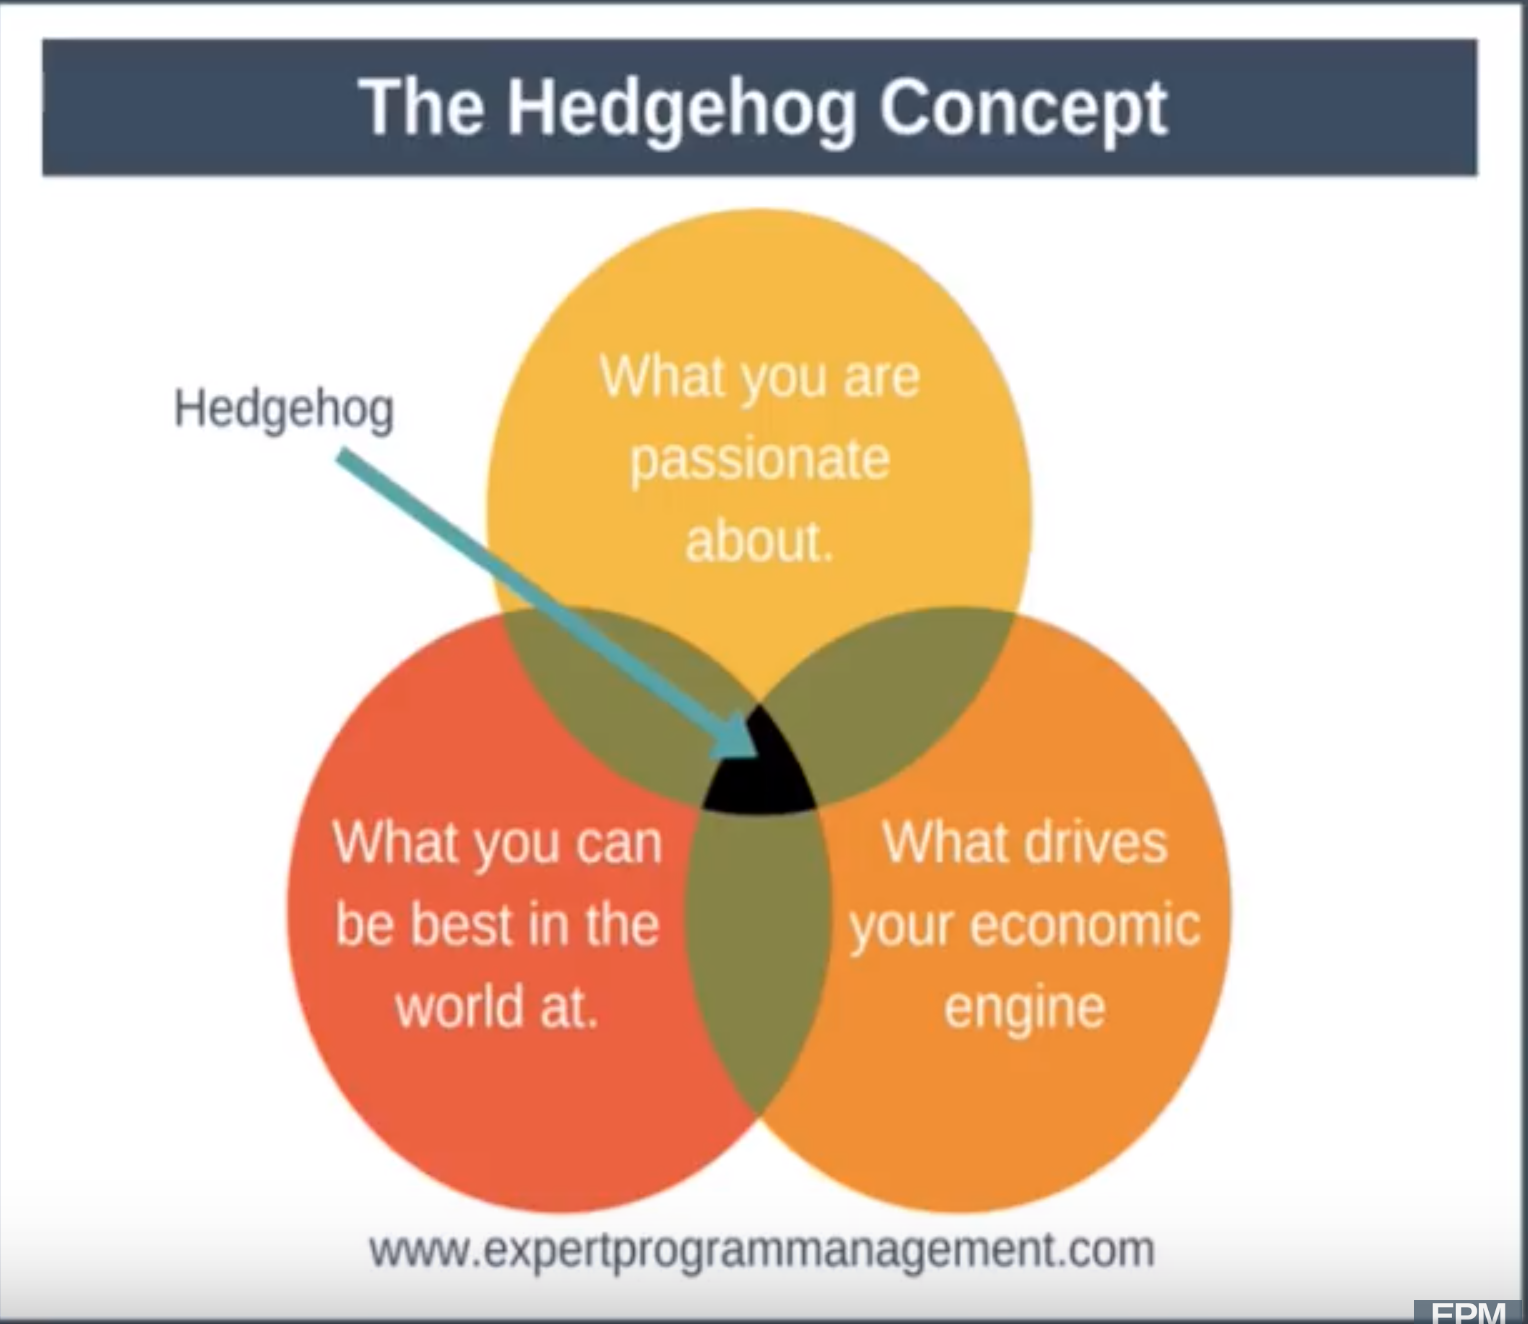 The Hedgehog Concept
Hedgehog
What you are
passionate
about.
What you can
be best in the
world at.
What drives
your economic
engine
www.expertprogrammanagement.com
EPM